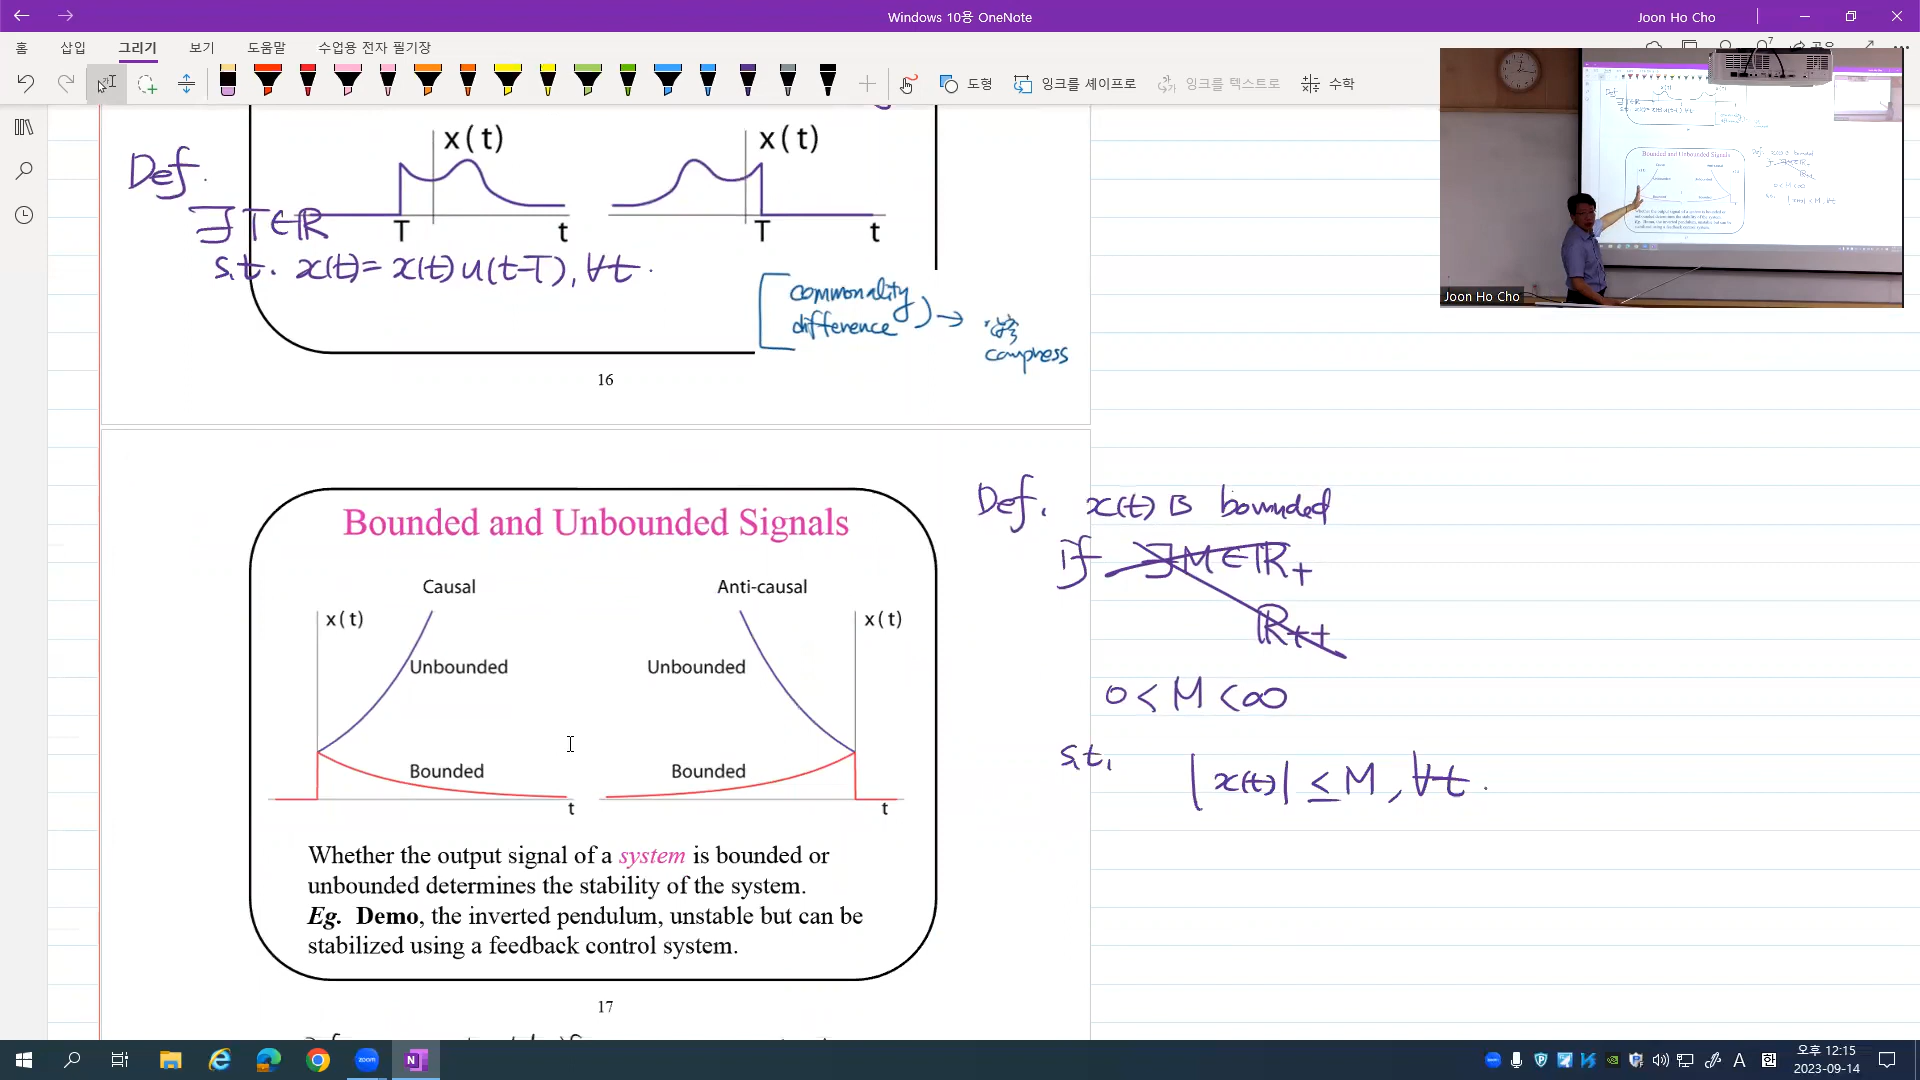 Windows 10용 OneNote
Joon Ho Cho
홈 삽입 그리기 보기 도움말 수업용 전자 필기장
도형 잉크를 셰이프로 잉크를 텍스트로 수학
Joon Ho Cho
x(t) x(t)
Def.
∃T∈ℝ
T t T t
s.t. x(t) = x(t)u(t-T), ∀t.
commonality
difference →
compress
16
Def. x(t) is bounded
if ∃M∈ℝ+
ℝ++
0 < M < ∞
s.t. |x(t)| ≤ M, ∀t.
Bounded and Unbounded Signals
Causal Anti-causal
x(t) x(t)
Unbounded Unbounded
Bounded Bounded
t t
Whether the output signal of a system is bounded or
unbounded determines the stability of the system.
Eg. Demo, the inverted pendulum, unstable but can be
stabilized using a feedback control system.
17
zoom
A 한
오후 12:15
2023-09-14